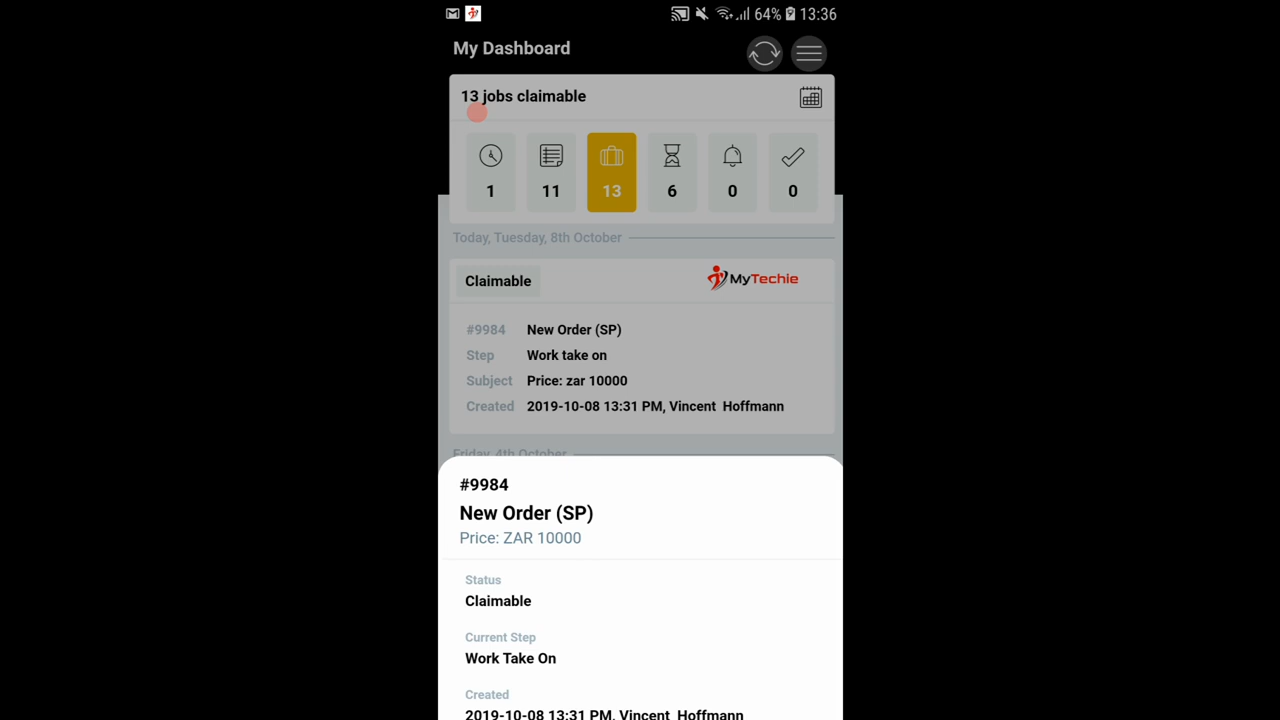 64% 13:36
My Dashboard
13 jobs claimable
1 11 13 6 0 0
Today, Tuesday, 8th October
Claimable MyTechie
#9984 New Order (SP)
Step Work take on
Subject Price: zar 10000
Created 2019-10-08 13:31 PM, Vincent Hoffmann
Friday, 4th October
#9984
New Order (SP)
Price: ZAR 10000
Status
Claimable
Current Step
Work Take On
Created
2019-10-08 13:31 PM, Vincent Hoffmann